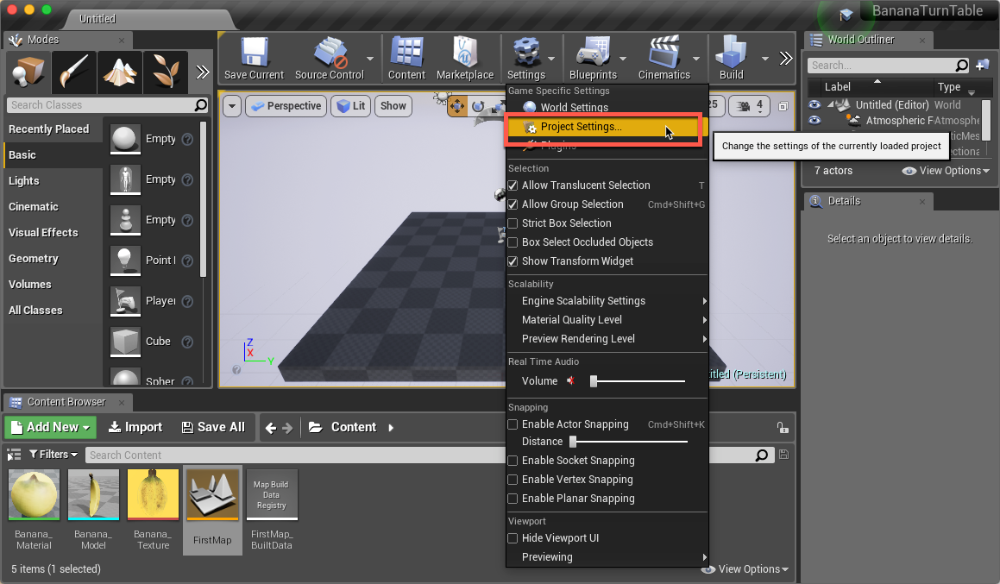 Untitled
BananaTurnTable
Modes
Search Classes
Recently Placed
Basic
Lights
Cinematic
Visual Effects
Geometry
Volumes
All Classes
Empty
Empty
Empty
Point
Player
Cube
Spher
Save Current
Source Control
Content
Marketplace
Settings
Blueprints
Cinematics
Build
Perspective
Lit
Show
25
4
Z
X
Y
(Persistent)
Game Specific Settings
World Settings
Project Settings...
Plugins
Selection
Allow Translucent Selection T
Allow Group Selection Cmd+Shift+G
Strict Box Selection
Box Select Occluded Objects
Show Transform Widget
Scalability
Engine Scalability Settings
Material Quality Level
Preview Rendering Level
Real Time Audio
Volume
Snapping
Enable Actor Snapping Cmd+Shift+K
Distance
Enable Socket Snapping
Enable Vertex Snapping
Enable Planar Snapping
Viewport
Hide Viewport UI
Previewing
Change the settings of the currently loaded project
World Outliner
Search...
Label Type
Untitled (Editor) World
Atmospheric F Atmosphe
7 actors View Options
Details
Select an object to view details.
Content Browser
Add New Import Save All Content
Filters Search Content
Banana_
Material
Banana_
Model
Banana_
Texture
FirstMap
Map Build
Data
Registry
FirstMap_
BuiltData
5 items (1 selected) View Options